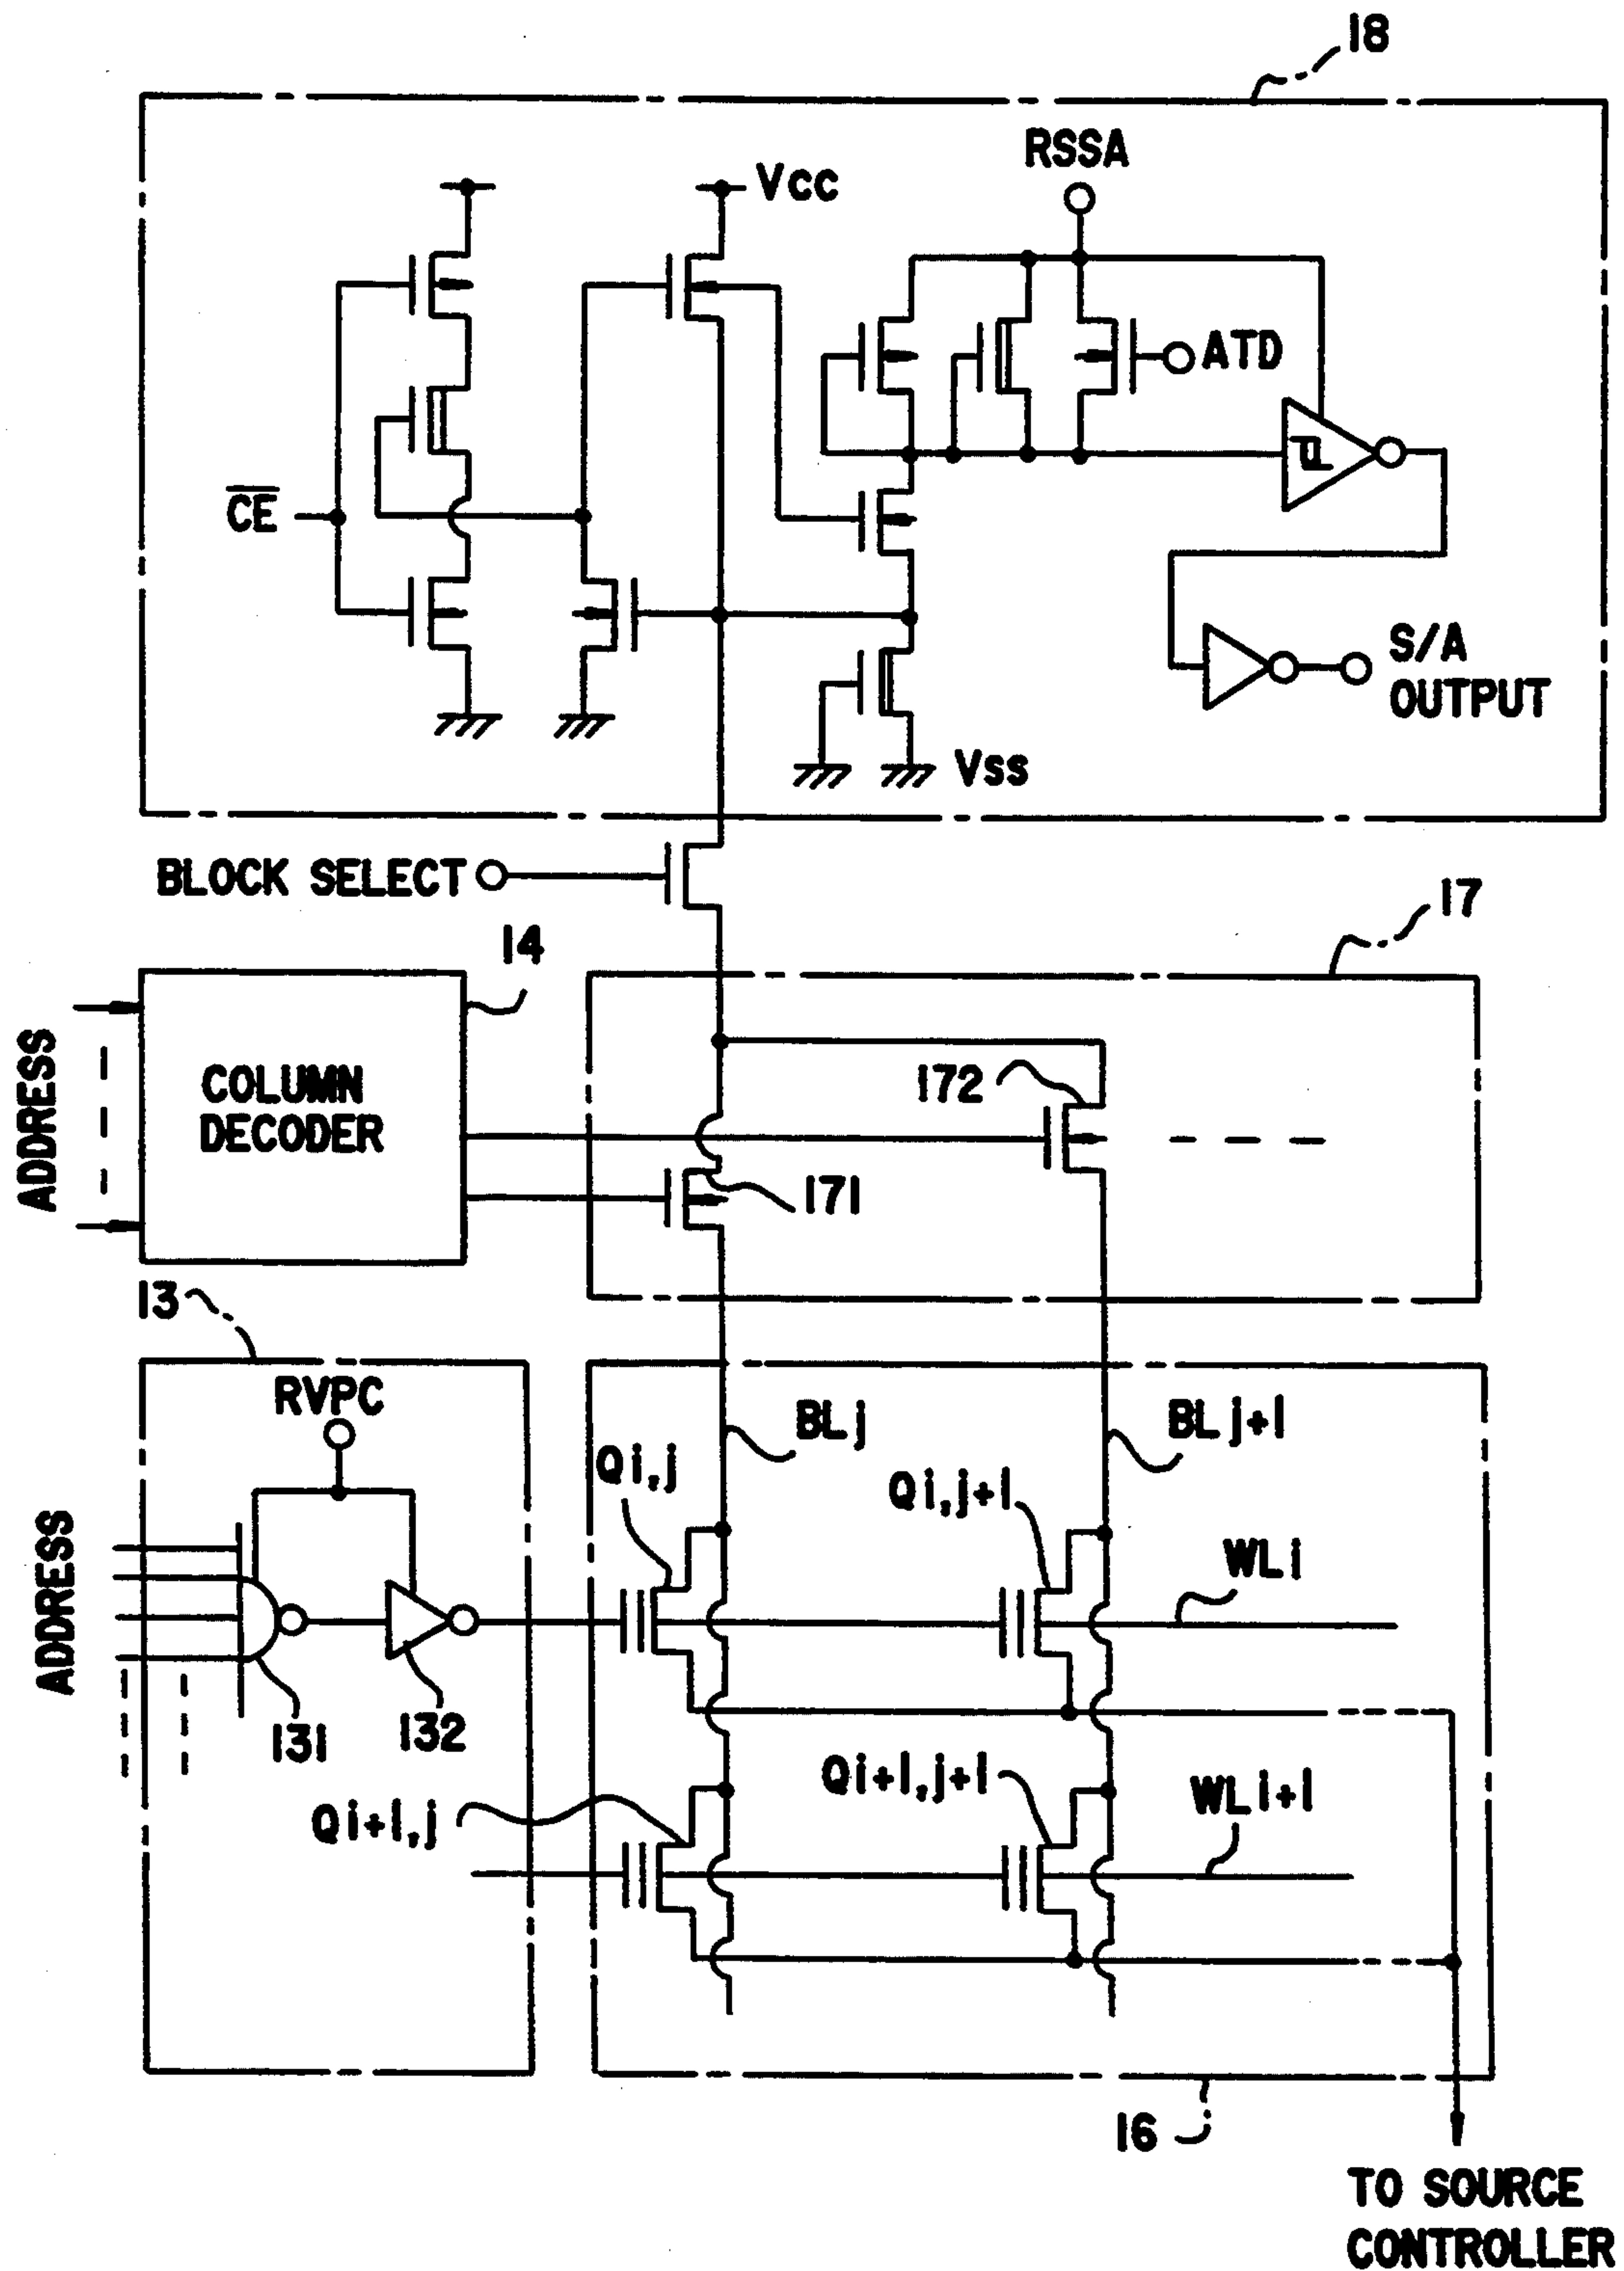 18
RSSA
Vcc
ATD
CE
S/A
OUTPUT
Vss
BLOCK SELECT
17
14
ADDRESS
COLUMN
DECODER
172
171
13
RVPC
BLj
BLj+1
Qi,j
Qi,j+1
ADDRESS
WLi
131
132
Qi+1,j+1
WLi+1
Qi+1,j
16
TO SOURCE
CONTROLLER